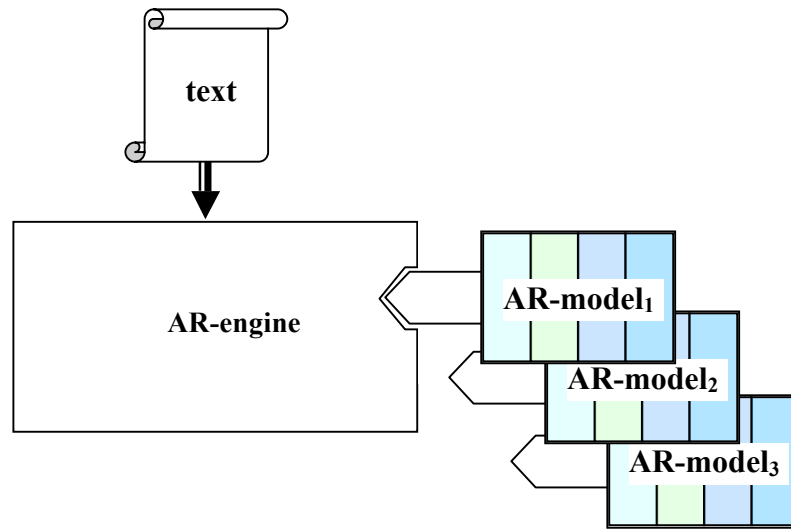 text
AR-engine
AR-model₁
AR-model₂
AR-model₃